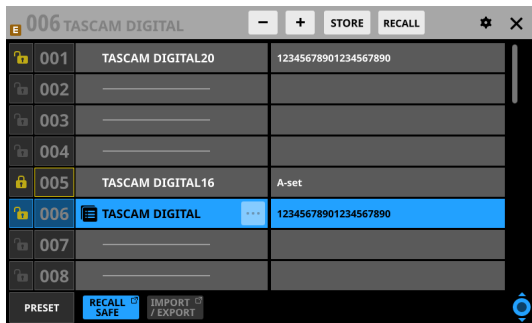 E 006 TASCAM DIGITAL - + STORE RECALL
001 TASCAM DIGITAL20 12345678901234567890
002
003
004
005 TASCAM DIGITAL16 A-set
006 TASCAM DIGITAL ... 12345678901234567890
007
008
PRESET
RECALL
SAFE
IMPORT
/ EXPORT